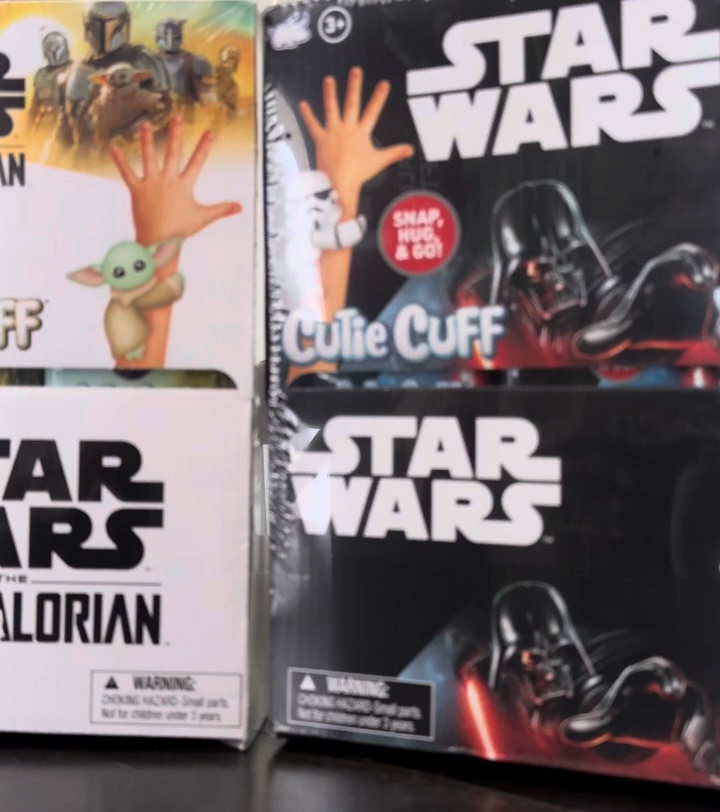 AN
FF
TAR
ARS
THE
ALORIAN
WARNING:
CHOKING HAZARD-Small parts.
Not for children under 3 years.
3+
STAR
WARS
SNAP,
HUG,
& GO!
CUTIE CUFF
STAR
WARS
WARNING:
CHOKING HAZARD-Small parts.
Not for children under 3 years.